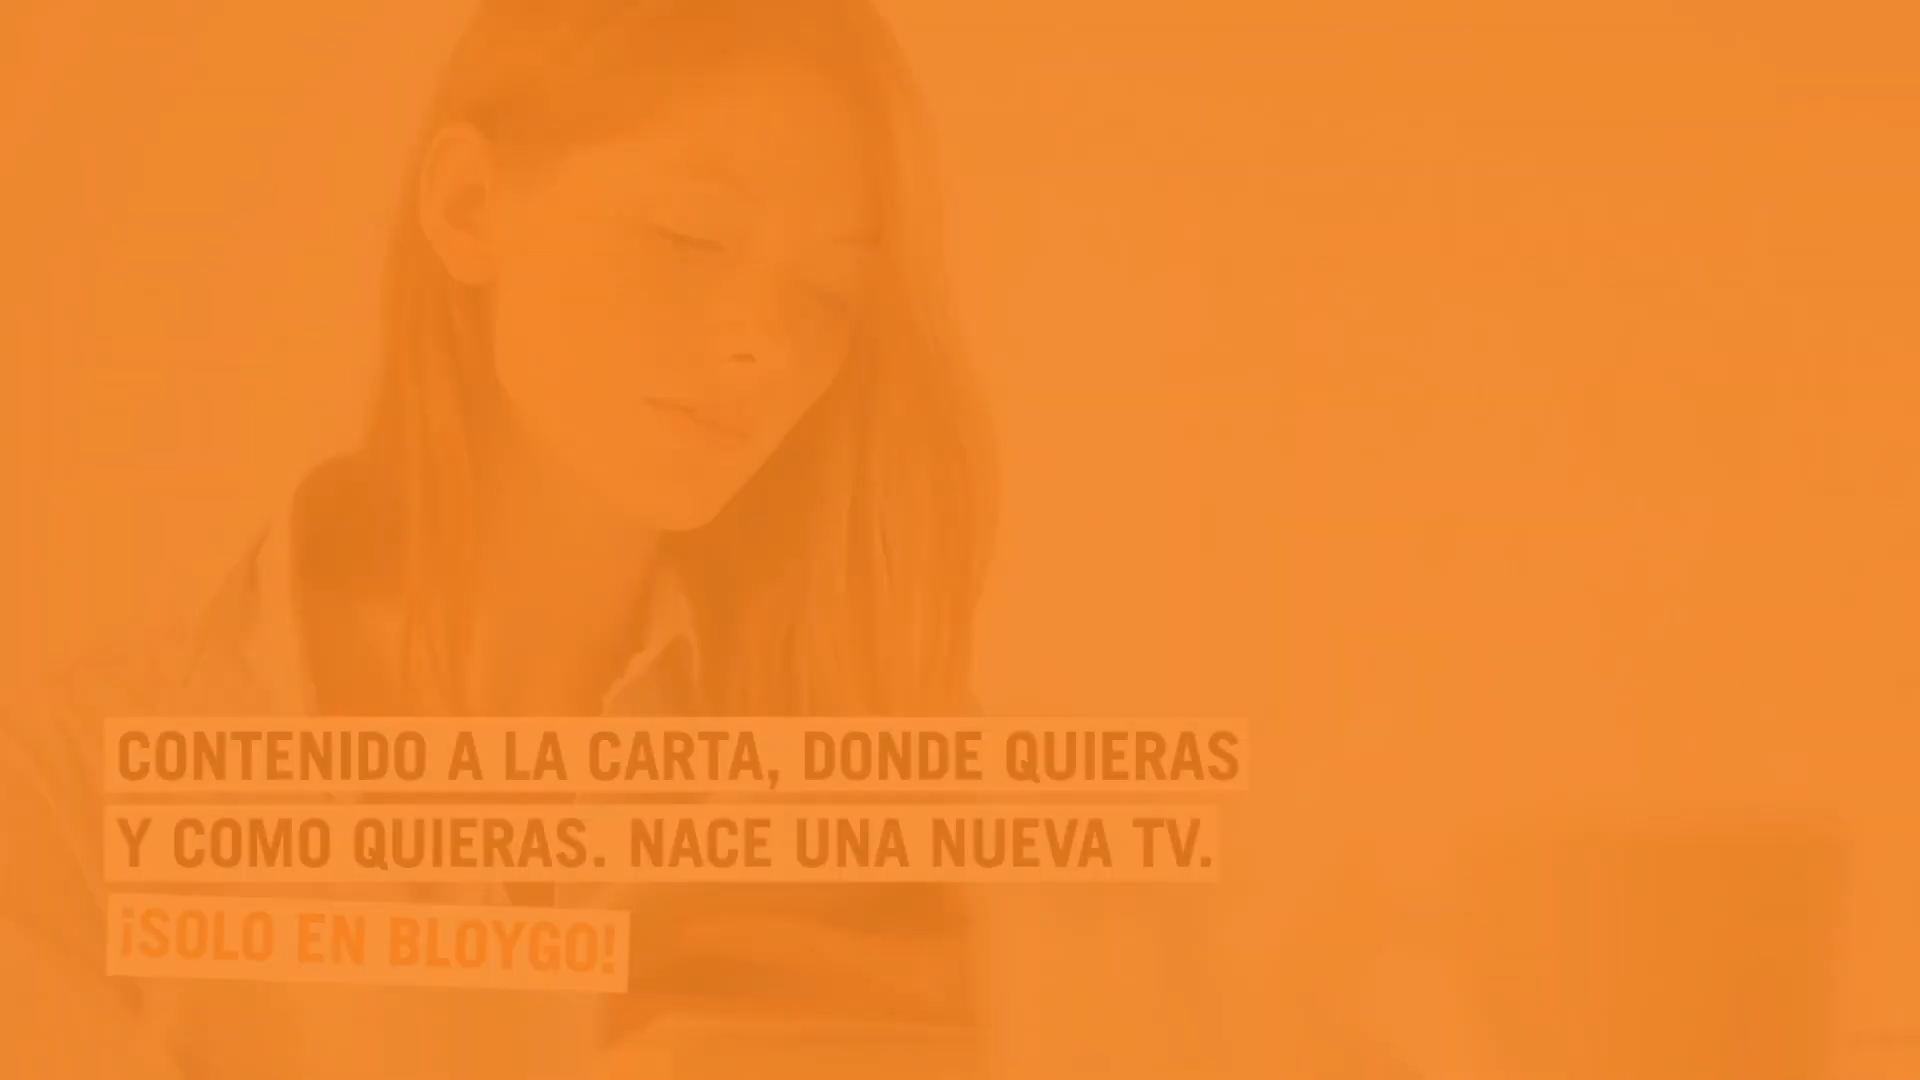 CONTENIDO A LA CARTA, DONDE QUIERAS
Y COMO QUIERAS. NACE UNA NUEVA TV.
¡SOLO EN BLOYGO!